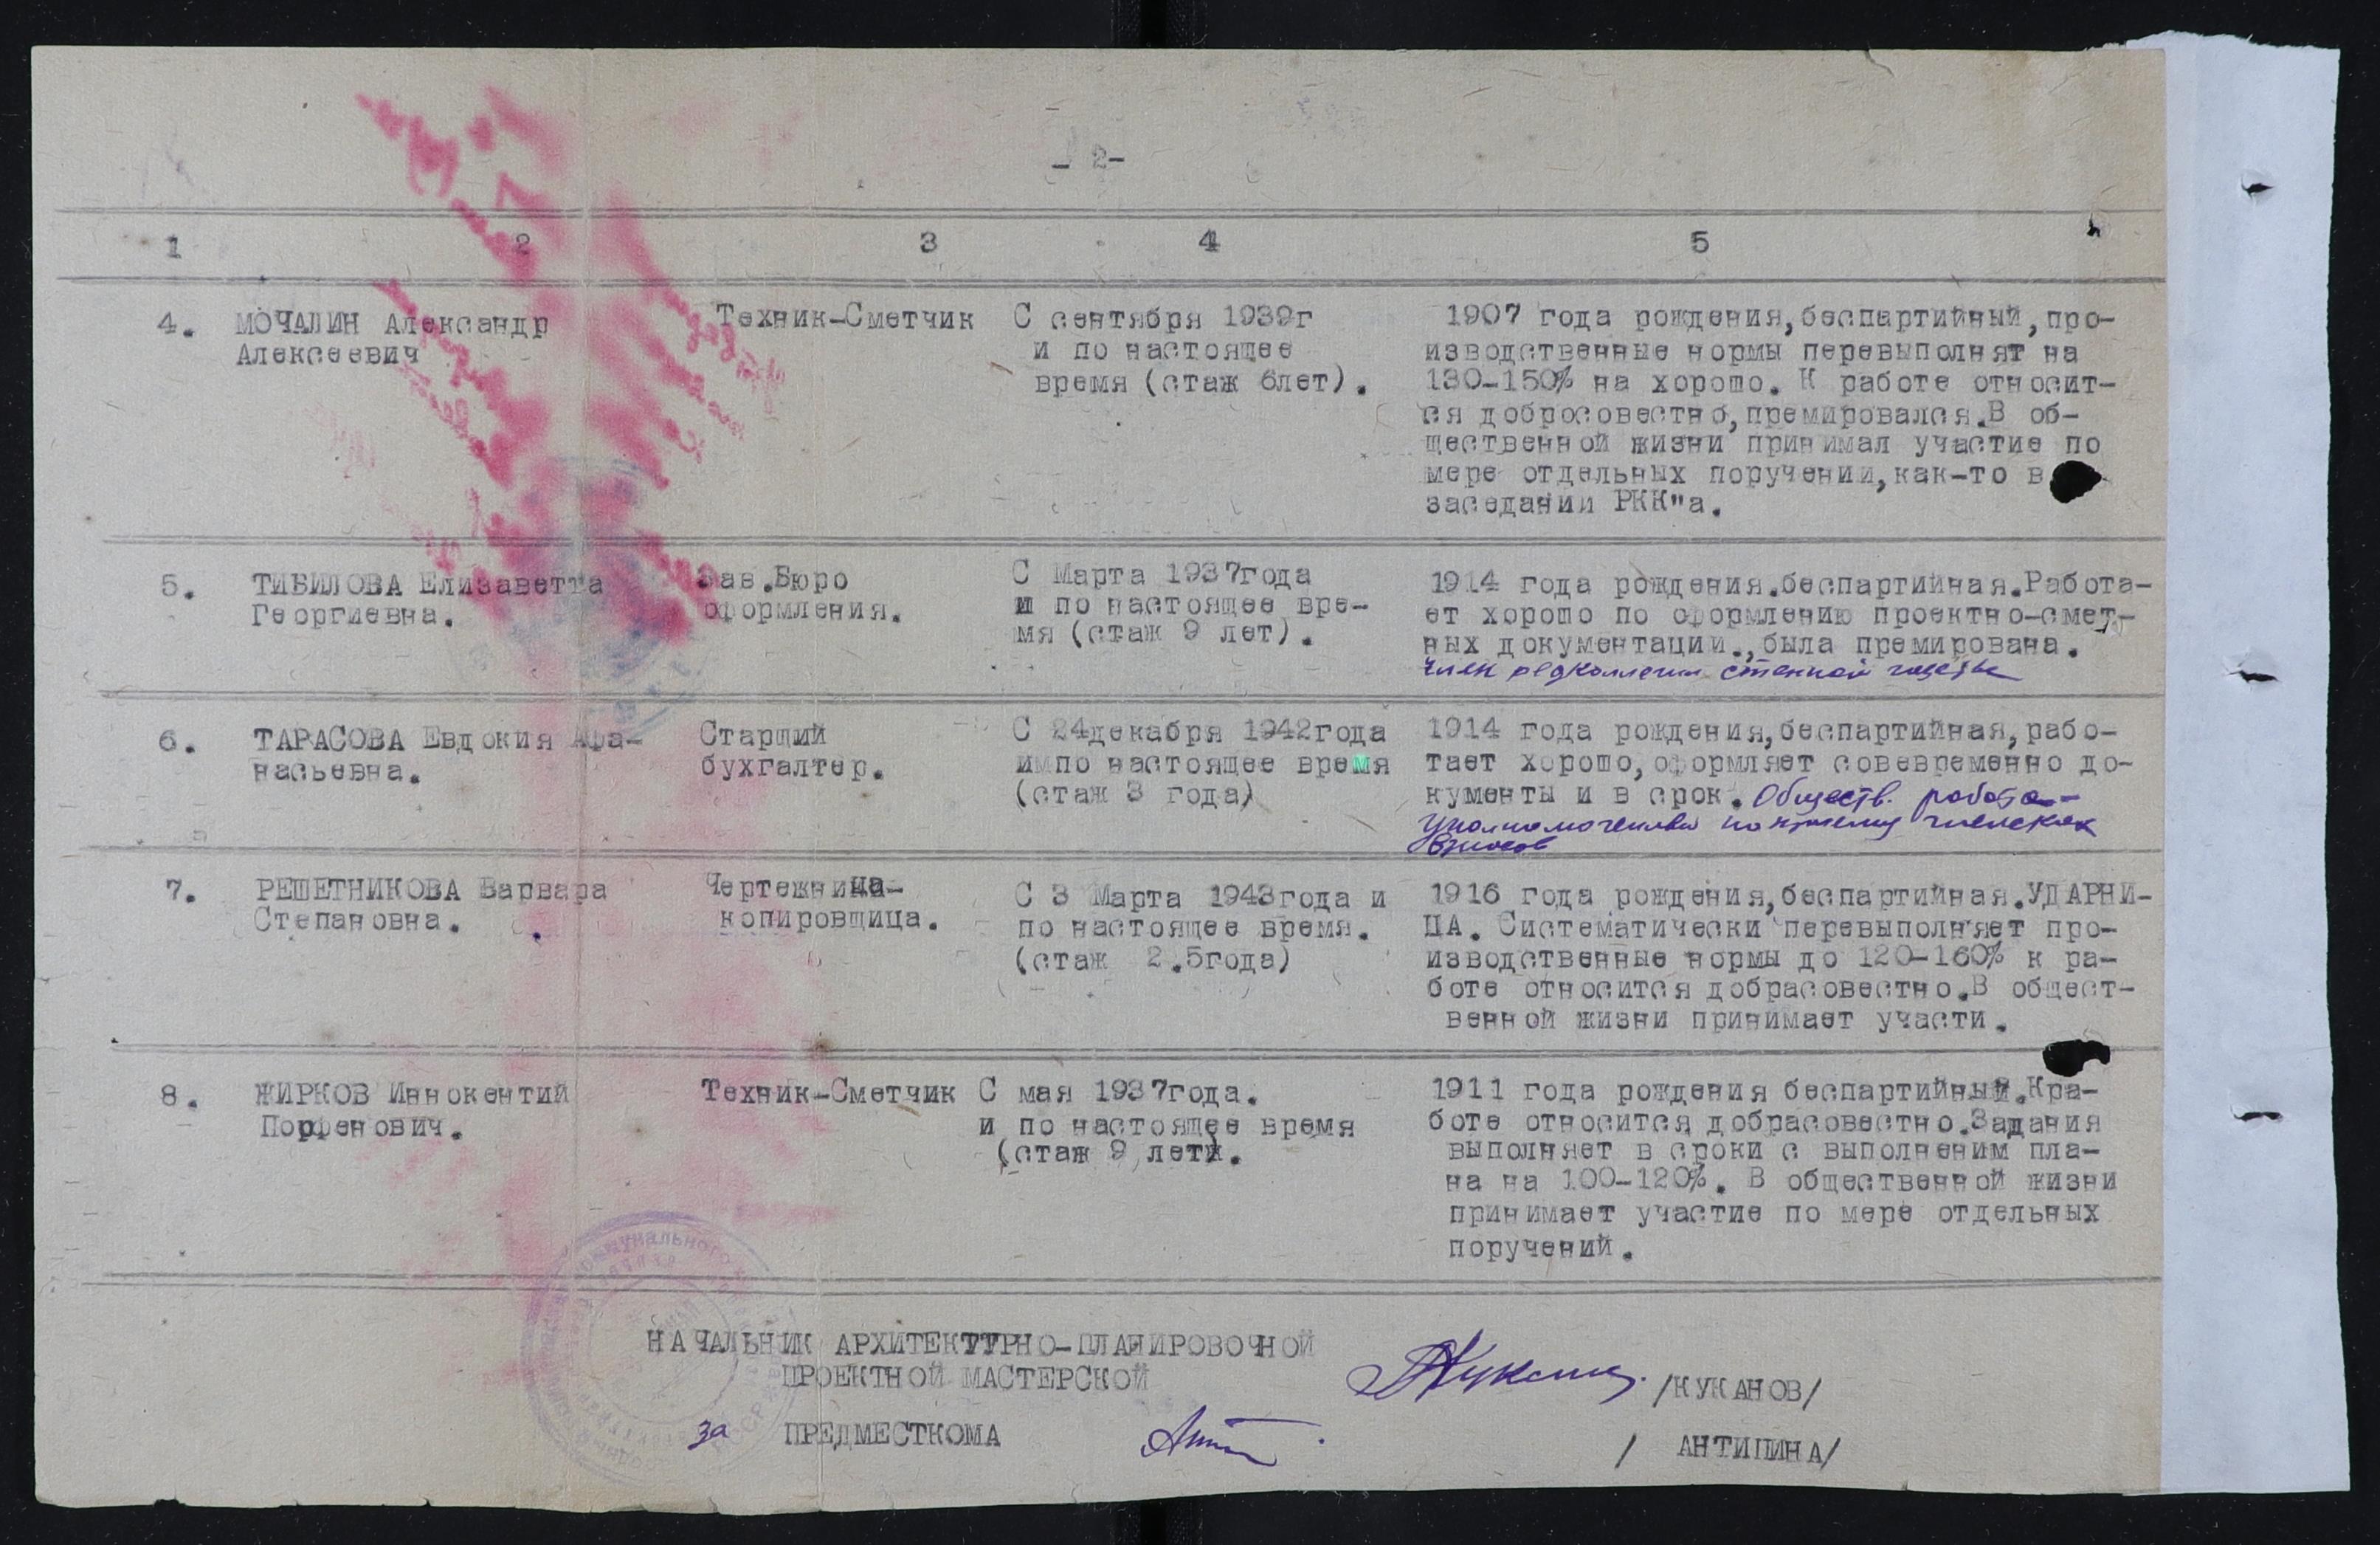 - 2-
1 2 3 4 5
4. МОЧАЛИН Александр
Алексеевич
Техник-Сметчик
С сентября 1939г
и по настоящее
время (стаж 6лет).
1907 года рождения,беспартийный,про-
изводственные нормы перевыполнят на
130-150% на хорошо. К работе относит-
ся добросовестно,премировался.В об-
щественной жизни принимал участие по
мере отдельных поручении,как-то в
заседании РКК"а.
5. ТИБИЛОВА Елизаветта
Георгиевна.
Зав.Бюро
оформления.
С Марта 1937года
и по настоящее вре-
мя (стаж 9 лет).
1914 года рождения.беспартийная.Работа-
ет хорошо по оформлению проектно-смет-
ных документации.,была премирована.
член редколлегии стенной газеты
6. ТАРАСОВА Евдокия Афа-
насьевна.
Старший
бухгалтер.
С 24декабря 1942года
импо настоящее время
(стаж 3 года)
1914 года рождения,беспартийная,рабо-
тает хорошо,оформляет совевременно до-
кументы и в срок. Обществ. работа-
уполномоченный по приему членских
взносов
7. РЕШЕТНИКОВА Варвара
Степановна.
Чертежница-
копировщица.
С 3 Марта 1943года и
по настоящее время.
(стаж 2.5года)
1916 года рождения,беспартийная.УДАРНИ-
ЦА. Систематически перевыполняет про-
изводственные нормы до 120-160% к ра-
боте относится добрасовестно.В общест-
венной жизни принимает участи.
8. ЖИРКОВ Иннокентий
Порфенович.
Техник-Сметчик
С мая 1937года.
и по настоящее время
(стаж 9 лет).
1911 года рождения беспартийный.Кра-
боте относится добрасовестно.Задания
выполняет в сроки с выполненим пла-
на на 100-120%. В общественной жизни
принимает участие по мере отдельных
поручений.
НАЧАЛЬНИК АРХИТЕКТУРНО-ПЛАНИРОВОЧНОЙ
ПРОЕКТНОЙ МАСТЕРСКОЙ
/КУКАНОВ/
за ПРЕДМЕСТКОМА
/ АНТИПИНА/